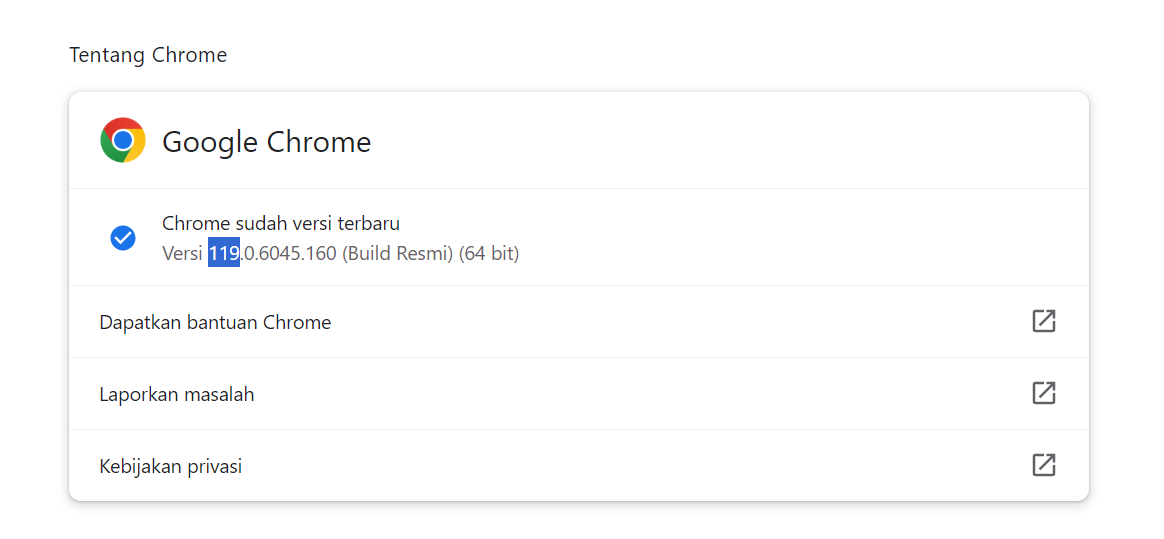 Tentang Chrome
Google Chrome
Chrome sudah versi terbaru
Versi 119.0.6045.160 (Build Resmi) (64 bit)
Dapatkan bantuan Chrome
Laporkan masalah
Kebijakan privasi